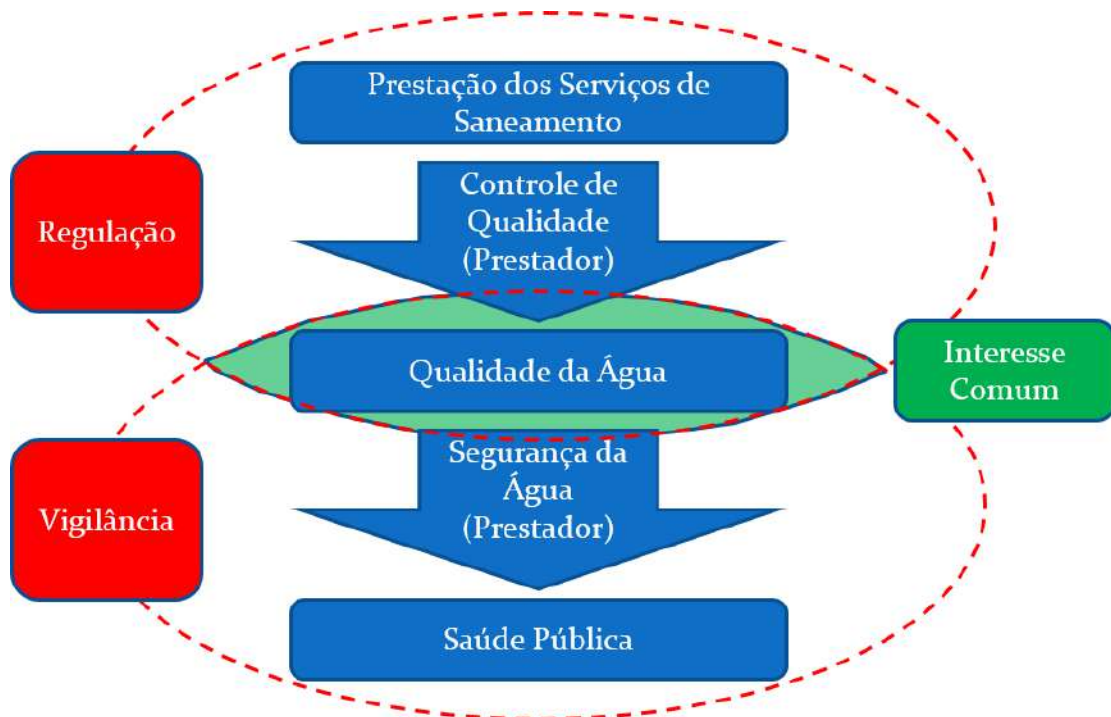 Prestação dos Serviços de
Saneamento
Regulação
Controle de
Qualidade
(Prestador)
Qualidade da Água
Interesse
Comum
Vigilância
Segurança da
Água
(Prestador)
Saúde Pública